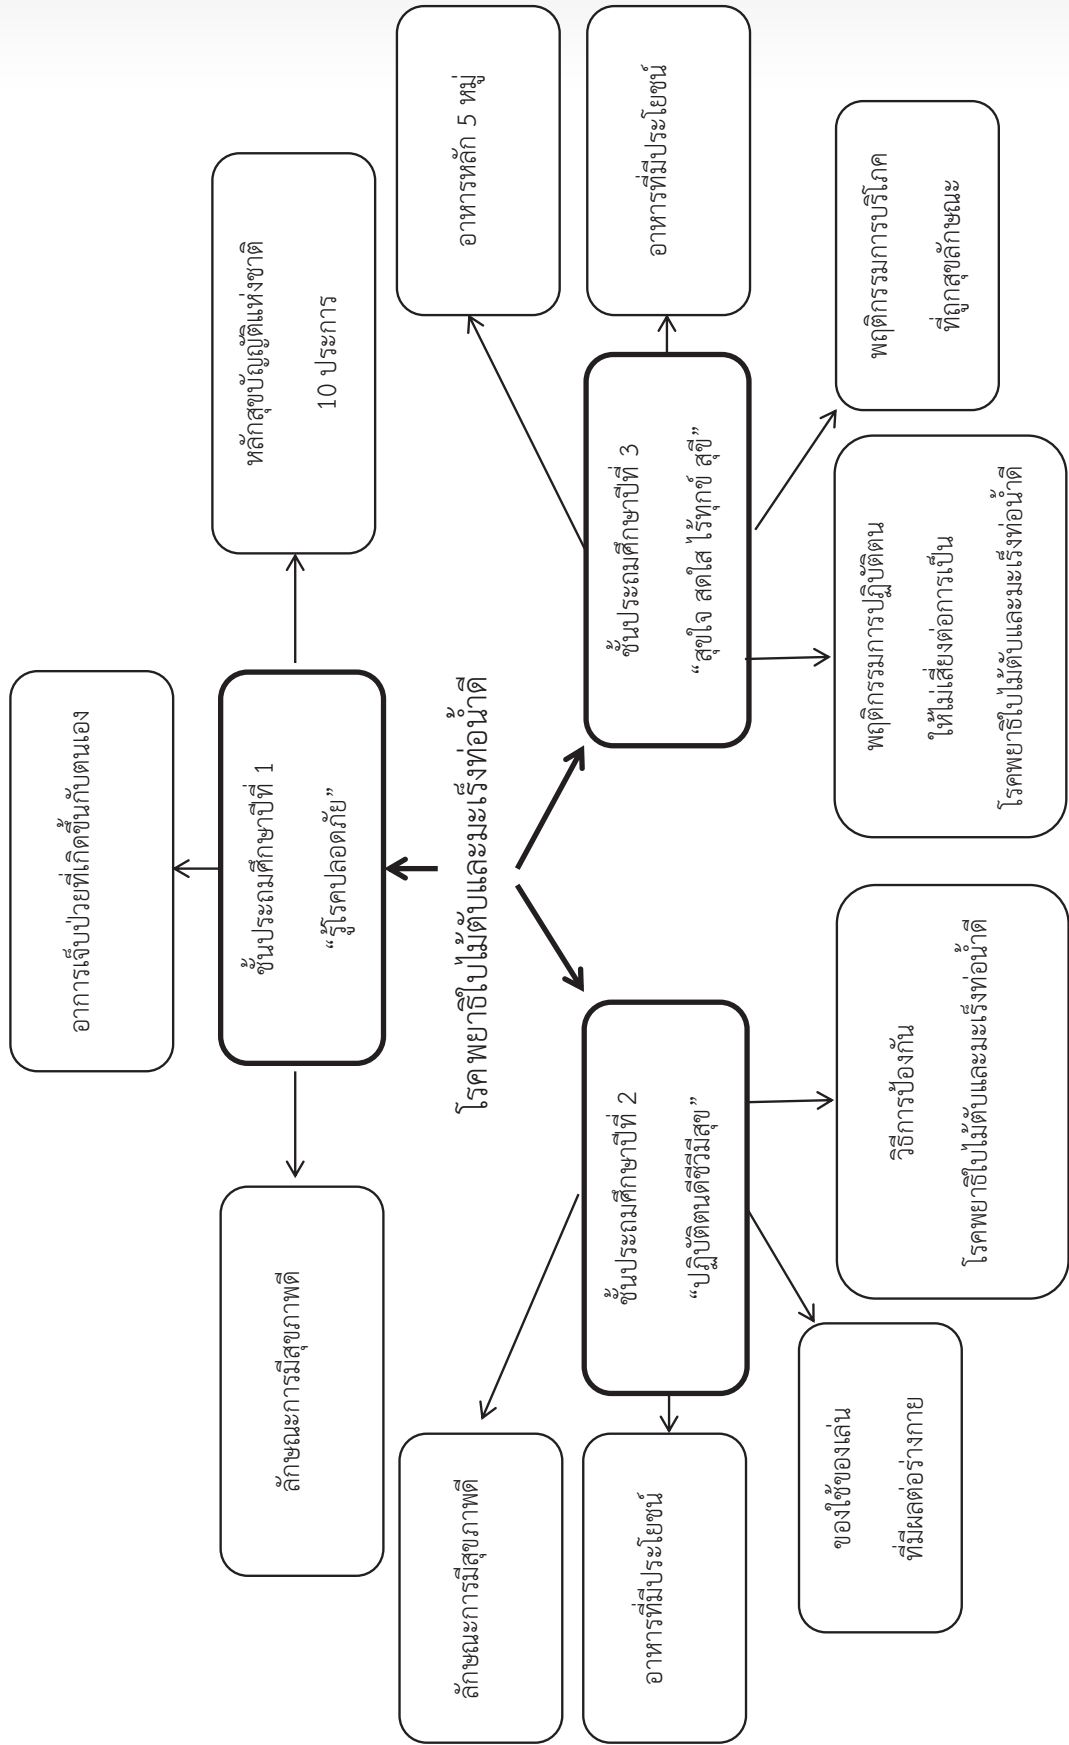 อาการเจ็บป่วยที่เกิดขึ้นกับตนเอง
ลักษณะการมีสุขภาพดี
ชั้นประถมศึกษาปีที่ 1
“รู้โรคปลอดภัย”
หลักสุขบัญญัติแห่งชาติ
10 ประการ
โรคพยาธิใบไม้ตับและมะเร็งท่อน้ำดี
ลักษณะการมีสุขภาพดี
อาหารหลัก 5 หมู่
อาหารที่มีประโยชน์
ชั้นประถมศึกษาปีที่ 2
“ปฏิบัติตนดีชีวีมีสุข”
ชั้นประถมศึกษาปีที่ 3
“สุขใจ สดใส ไร้ทุกข์ สุขี”
อาหารที่มีประโยชน์
ของใช้ของเล่น
ที่มีผลต่อร่างกาย
วิธีการป้องกัน
โรคพยาธิใบไม้ตับและมะเร็งท่อน้ำดี
พฤติกรรมการปฏิบัติตน
ให้ไม่เสี่ยงต่อการเป็น
โรคพยาธิใบไม้ตับและมะเร็งท่อน้ำดี
พฤติกรรมการบริโภค
ที่ถูกสุขลักษณะ